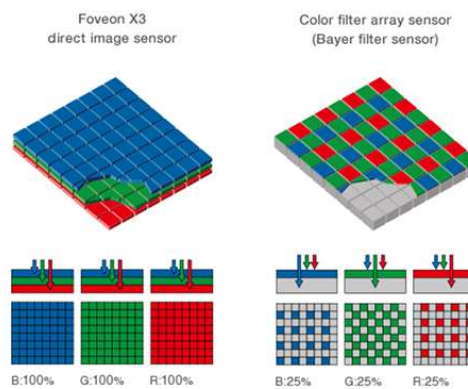 Foveon X3
direct image sensor
Color filter array sensor
(Bayer filter sensor)
B:100%
G:100%
R:100%
B:25%
G:25%
R:25%